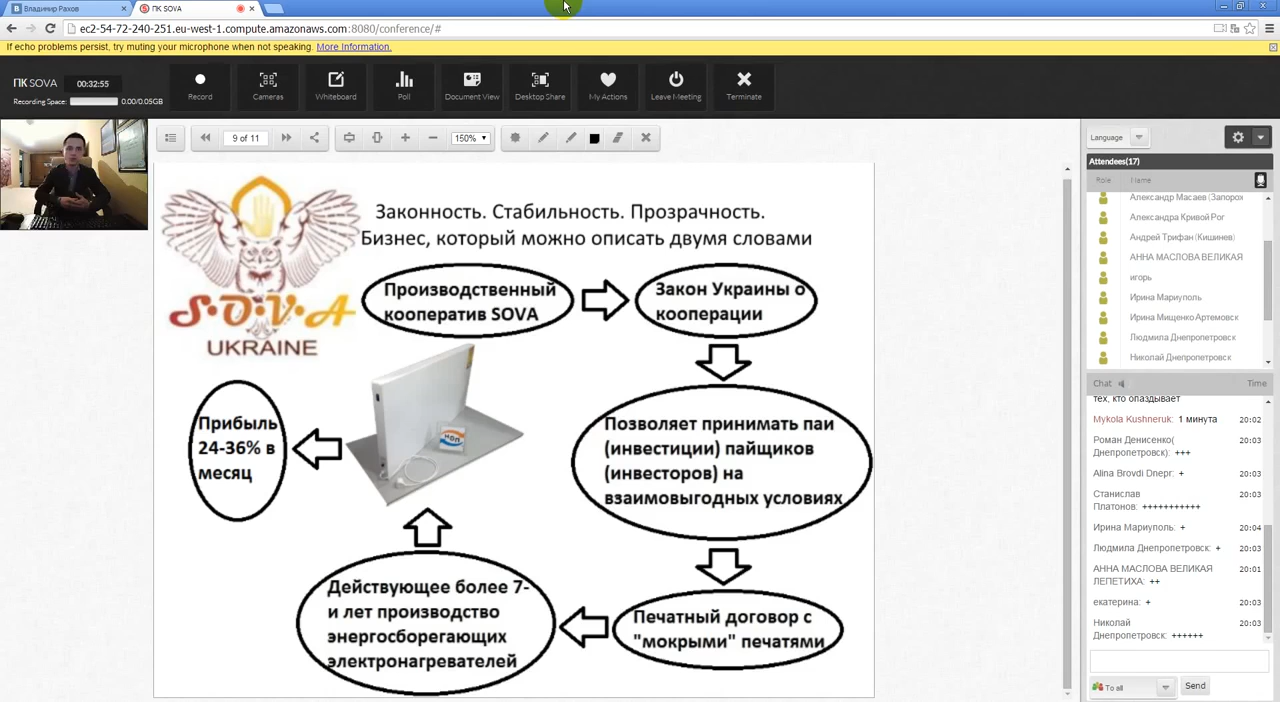 Владимир Рахов
ПК SOVA
ec2-54-72-240-251.eu-west-1.compute.amazonaws.com:8080/conference/#
If echo problems persist, try muting your microphone when not speaking. More Information.
ПК SOVA
00:32:55
Recording Space:
0.00/0.05GB
Record
Cameras
Whiteboard
Poll
Document View
Desktop Share
My Actions
Leave Meeting
Terminate
9 of 11
150%
Законность. Стабильность. Прозрачность.
Бизнес, который можно описать двумя словами
S·O·V·A
UKRAINE
Производственный
кооператив SOVA
Закон Украины о
кооперации
Позволяет принимать паи
(инвестиции) пайщиков
(инвесторов) на
взаимовыгодных условиях
Печатный договор с
"мокрыми" печатями
Действующее более 7-
и лет производство
энергосборегающих
электронагревателей
Прибыль
24-36% в
месяц
Language
Attendees(17)
Role
Name
Александр Масаев (Запорож
Александра Кривой Рог
Андрей Трифан (Кишинев)
АННА МАСЛОВА ВЕЛИКАЯ
игорь
Ирина Мариуполь
Ирина Мищенко Артемовск
Людмила Днепропетровск
Николай Днепропетровск
Chat
Time
тех, кто опаздывает
Mykola Kushneruk: 1 минута 20:02
Роман Денисенко( 20:03
Днепропетровск): +++
Alina Brovdi Dnepr: + 20:03
Станислав 20:03
Платонов: +++++++++++
Ирина Мариуполь: + 20:04
Людмила Днепропетровск: + 20:03
АННА МАСЛОВА ВЕЛИКАЯ 20:01
ЛЕПЕТИХА: ++
екатерина: + 20:03
Николай 20:03
Днепропетровск: ++++++
To all
Send